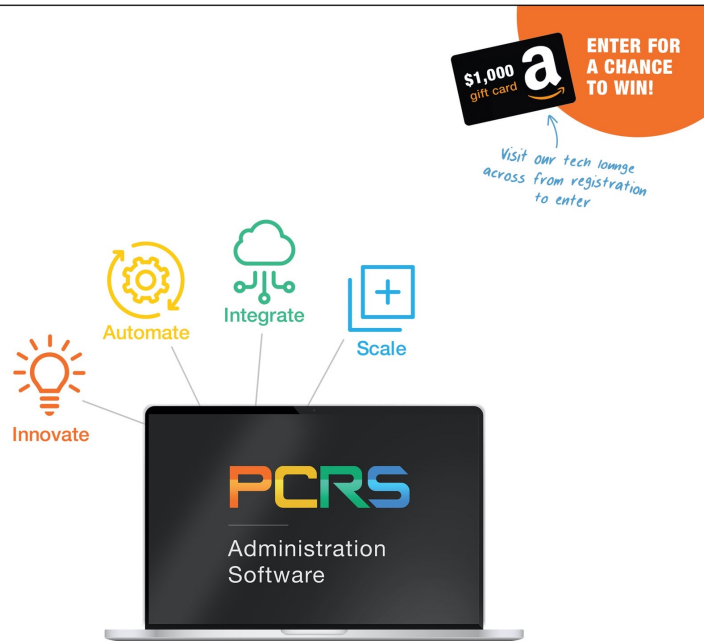 $1,000
gift card
a
ENTER FOR
A CHANCE
TO WIN!
Visit our tech lounge
across from registration
to enter
Integrate
Automate
Scale
Innovate
PCRS
Administration
Software